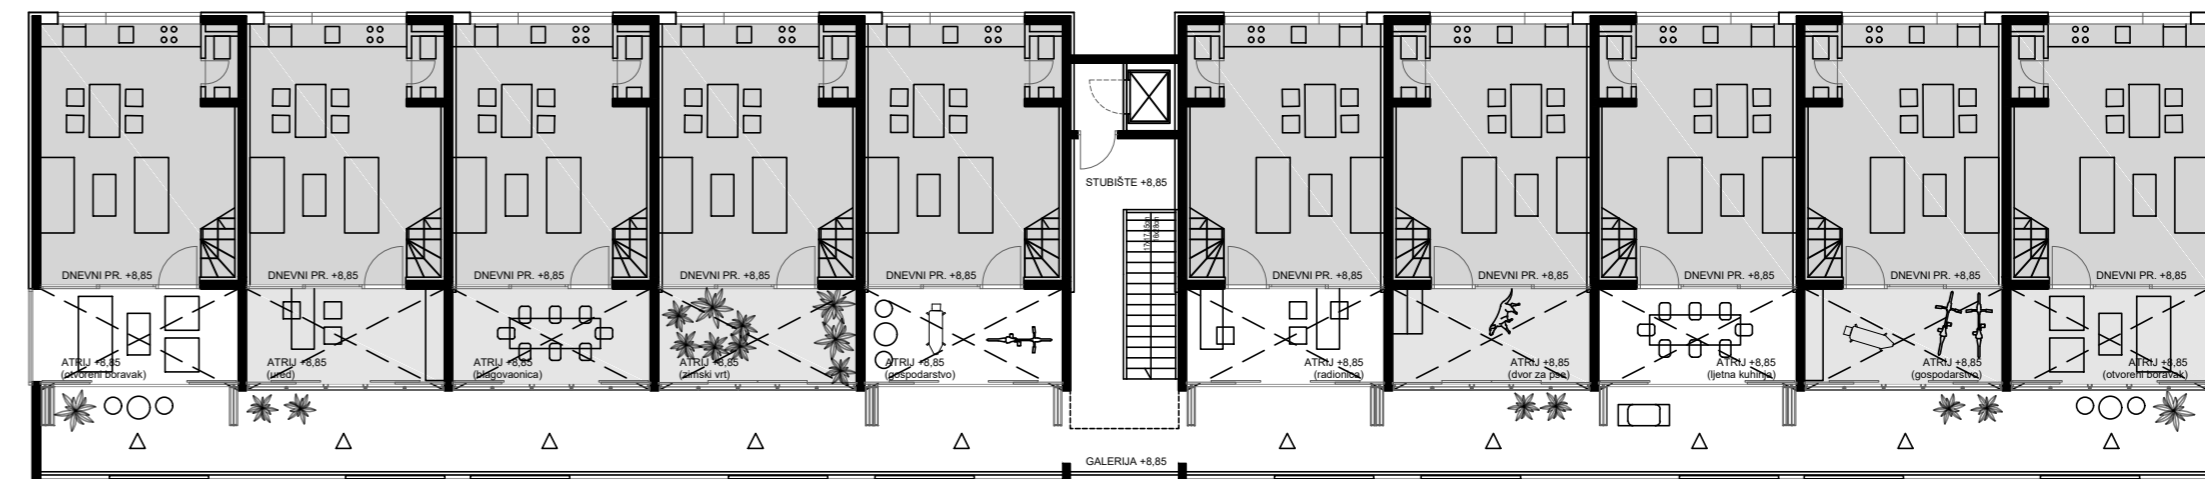 STUBIŠTE +8,85
17x17,35cm
16x28cm
DNEVNI PR. +8,85
DNEVNI PR. +8,85
DNEVNI PR. +8,85
DNEVNI PR. +8,85
DNEVNI PR. +8,85
DNEVNI PR. +8,85
DNEVNI PR. +8,85
DNEVNI PR. +8,85
DNEVNI PR. +8,85
DNEVNI PR. +8,85
ATRIJ +8,85
(otvoreni boravak)
ATRIJ +8,85
(ured)
ATRIJ +8,85
(blagovaonica)
ATRIJ +8,85
(zimski vrt)
ATRIJ +8,85
(gospodarstvo)
ATRIJ +8,85
(radionica)
ATRIJ +8,85
(dvor za pse)
ATRIJ +8,85
(ljetna kuhinja)
ATRIJ +8,85
(gospodarstvo)
ATRIJ +8,85
(otvoreni boravak)
GALERIJA +8,85